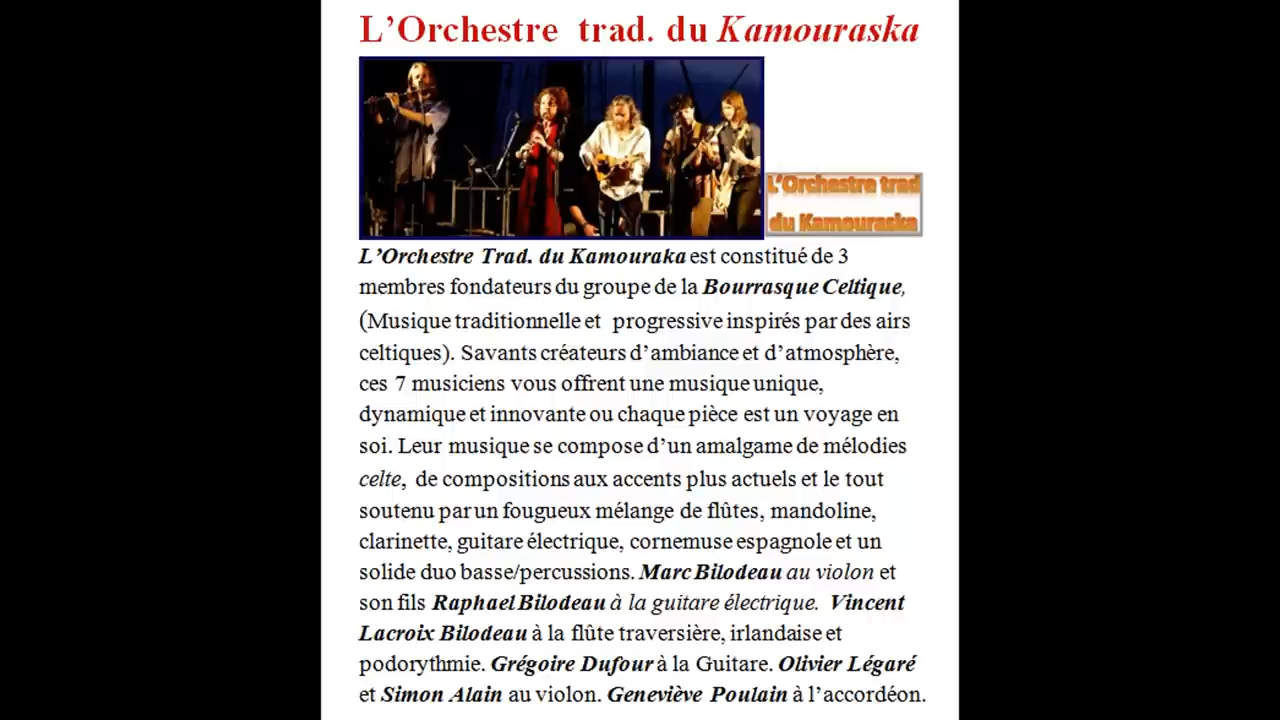 L’Orchestre trad. du Kamouraska
L’Orchestre trad
du Kamouraska
L’Orchestre Trad. du Kamouraka est constitué de 3
membres fondateurs du groupe de la Bourrasque Celtique,
(Musique traditionnelle et progressive inspirés par des airs
celtiques). Savants créateurs d’ambiance et d’atmosphère,
ces 7 musiciens vous offrent une musique unique,
dynamique et innovante ou chaque pièce est un voyage en
soi. Leur musique se compose d’un amalgame de mélodies
celte, de compositions aux accents plus actuels et le tout
soutenu par un fougueux mélange de flûtes, mandoline,
clarinette, guitare électrique, cornemuse espagnole et un
solide duo basse/percussions. Marc Bilodeau au violon et
son fils Raphael Bilodeau à la guitare électrique. Vincent
Lacroix Bilodeau à la flûte traversière, irlandaise et
podorythmie. Grégoire Dufour à la Guitare. Olivier Légaré
et Simon Alain au violon. Geneviève Poulain à l’accordéon.